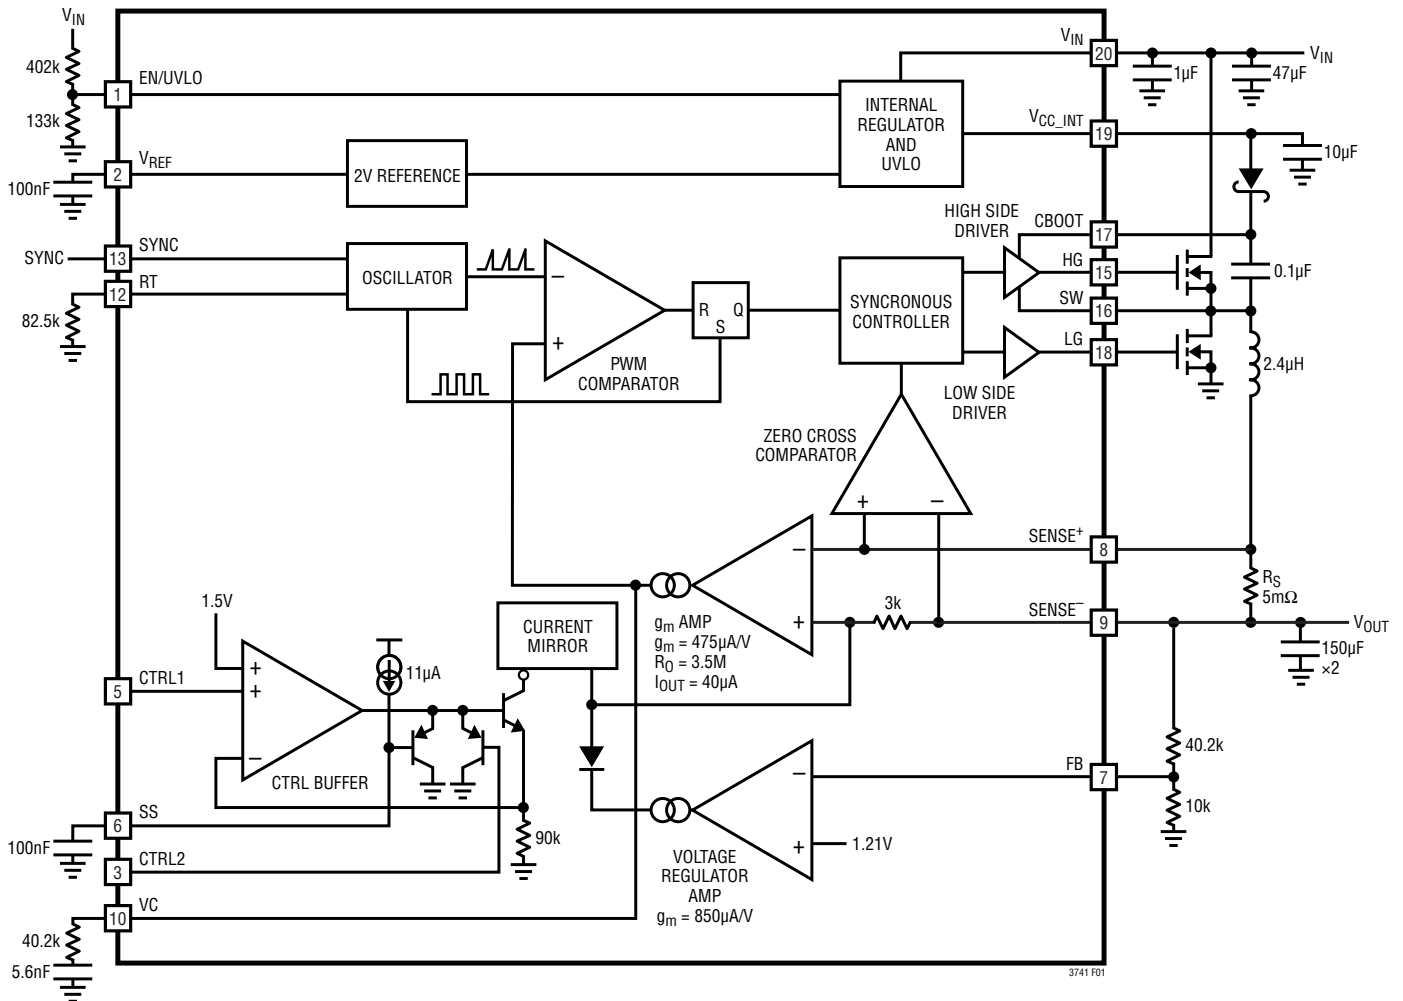 VIN
402k
133k
1
EN/UVLO
2
VREF
100nF
2V REFERENCE
INTERNAL
REGULATOR
AND
UVLO
VIN
20
VIN
1µF
47µF
VCC_INT
19
10µF
SYNC
13
SYNC
12
RT
82.5k
OSCILLATOR
–
+
PWM
COMPARATOR
R
Q
S
SYNCRONOUS
CONTROLLER
HIGH SIDE
DRIVER
LOW SIDE
DRIVER
CBOOT
17
HG
15
SW
16
LG
18
0.1µF
2.4µH
ZERO CROSS
COMPARATOR
+
–
SENSE+
8
RS
5mΩ
SENSE–
9
VOUT
150µF
×2
3k
–
+
gm AMP
gm = 475µA/V
RO = 3.5M
IOUT = 40µA
CURRENT
MIRROR
1.5V
11µA
5
CTRL1
+
+
–
CTRL BUFFER
6
SS
100nF
3
CTRL2
90k
10
VC
40.2k
5.6nF
–
+
1.21V
VOLTAGE
REGULATOR
AMP
gm = 850µA/V
FB
7
40.2k
10k
3741 F01